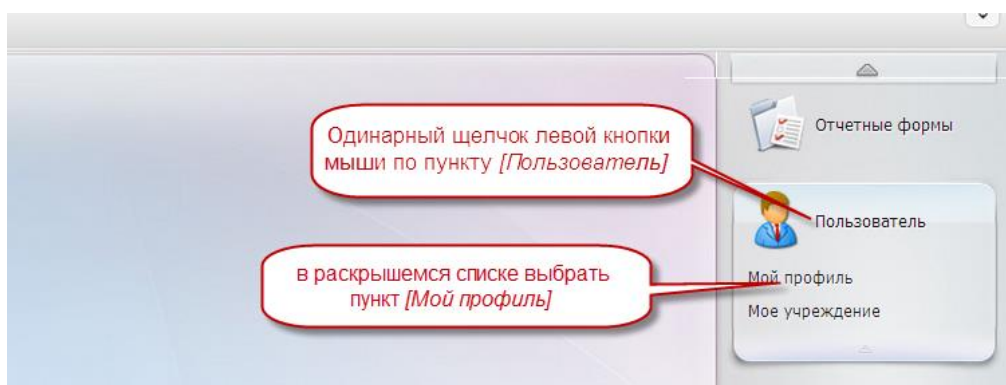 Отчетные формы
Одинарный щелчок левой кнопки
мыши по пункту [Пользователь]
Пользователь
в раскрышемся списке выбрать
пункт [Мой профиль]
Мой профиль
Мое учреждение